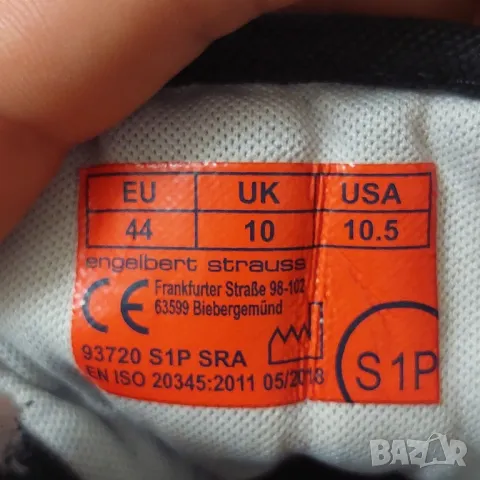 EU UK USA
44 10 10.5
engelbert strauss
CE Frankfurter Straße 98-102
63599 Biebergemünd
93720 S1P SRA
EN ISO 20345:2011 05/2018
S1P
BAZAR